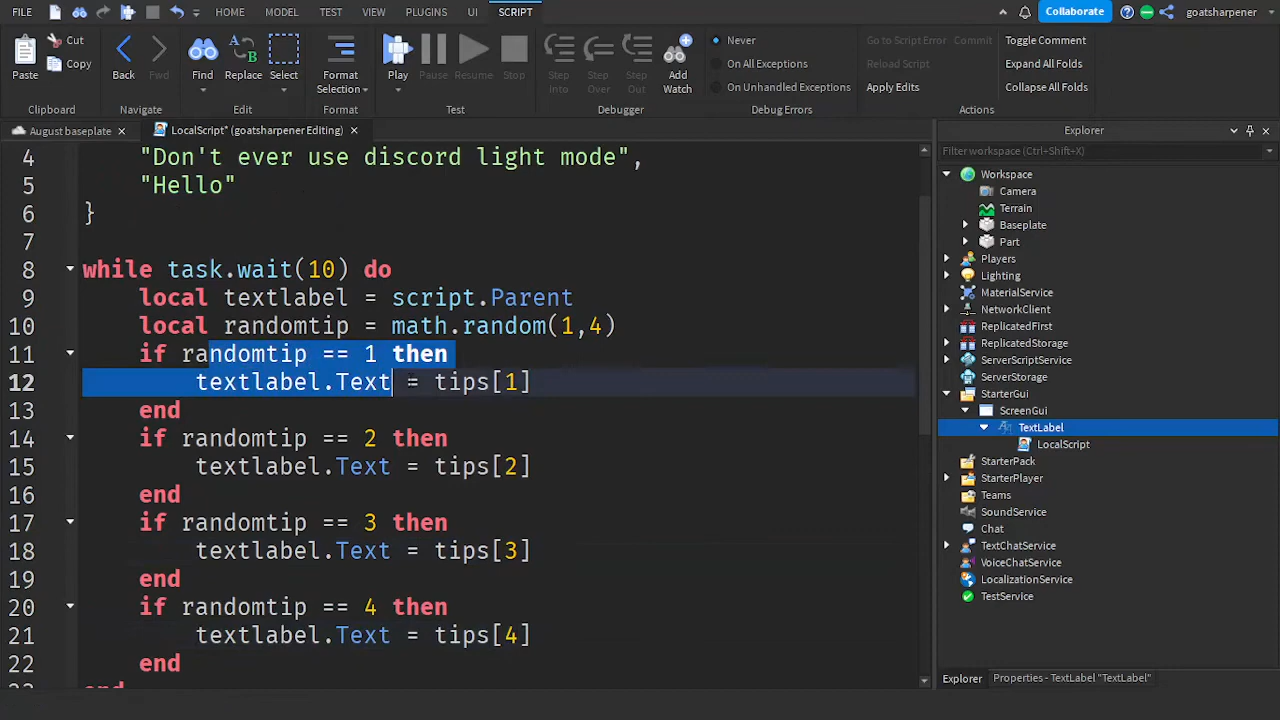 FILE HOME MODEL TEST VIEW PLUGINS UI SCRIPT Collaborate goatsharpener
Paste Cut Copy
Back Fwd
Find Replace Select
Format Selection
Play Pause Resume Stop
Step Into Step Over Step Out Add Watch
Never
On All Exceptions
On Unhandled Exceptions
Go to Script Error Commit
Reload Script
Apply Edits
Toggle Comment
Expand All Folds
Collapse All Folds
Clipboard Navigate Edit Format Test Debugger Debug Errors Actions
August baseplate LocalScript* (goatsharpener Editing)
4 "Don't ever use discord light mode",
5 "Hello"
6 }
7
8 while task.wait(10) do
9 local textlabel = script.Parent
10 local randomtip = math.random(1,4)
11 if randomtip == 1 then
12 textlabel.Text = tips[1]
13 end
14 if randomtip == 2 then
15 textlabel.Text = tips[2]
16 end
17 if randomtip == 3 then
18 textlabel.Text = tips[3]
19 end
20 if randomtip == 4 then
21 textlabel.Text = tips[4]
22 end
Explorer
Filter workspace (Ctrl+Shift+X)
Workspace
Camera
Terrain
Baseplate
Part
Players
Lighting
MaterialService
NetworkClient
ReplicatedFirst
ReplicatedStorage
ServerScriptService
ServerStorage
StarterGui
ScreenGui
TextLabel
LocalScript
StarterPack
StarterPlayer
Teams
SoundService
Chat
TextChatService
VoiceChatService
LocalizationService
TestService
Explorer Properties - TextLabel "TextLabel"